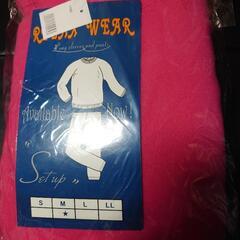 WEAR
Long sleeves and pants
Available
Now!
"Set up"
S M L LL
★